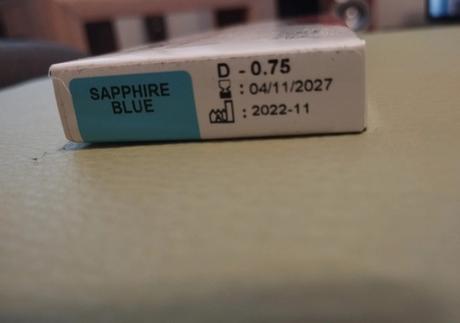 SAPPHIRE
BLUE
D - 0.75
: 04/11/2027
: 2022-11